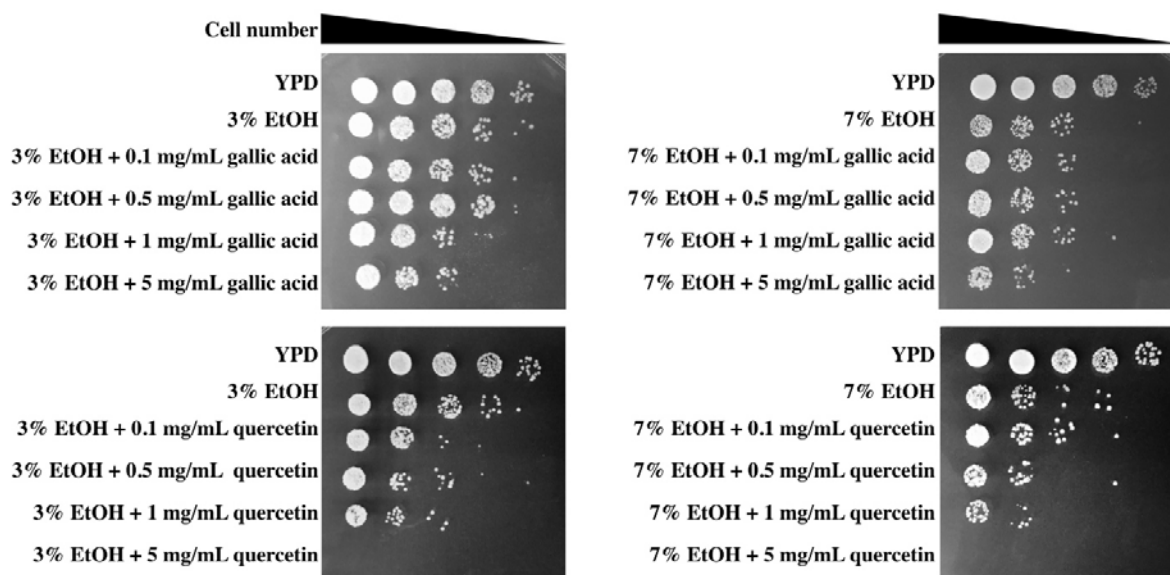 Cell number
YPD
3% EtOH
3% EtOH + 0.1 mg/mL gallic acid
3% EtOH + 0.5 mg/mL gallic acid
3% EtOH + 1 mg/mL gallic acid
3% EtOH + 5 mg/mL gallic acid
YPD
7% EtOH
7% EtOH + 0.1 mg/mL gallic acid
7% EtOH + 0.5 mg/mL gallic acid
7% EtOH + 1 mg/mL gallic acid
7% EtOH + 5 mg/mL gallic acid
YPD
3% EtOH
3% EtOH + 0.1 mg/mL quercetin
3% EtOH + 0.5 mg/mL quercetin
3% EtOH + 1 mg/mL quercetin
3% EtOH + 5 mg/mL quercetin
YPD
7% EtOH
7% EtOH + 0.1 mg/mL quercetin
7% EtOH + 0.5 mg/mL quercetin
7% EtOH + 1 mg/mL quercetin
7% EtOH + 5 mg/mL quercetin